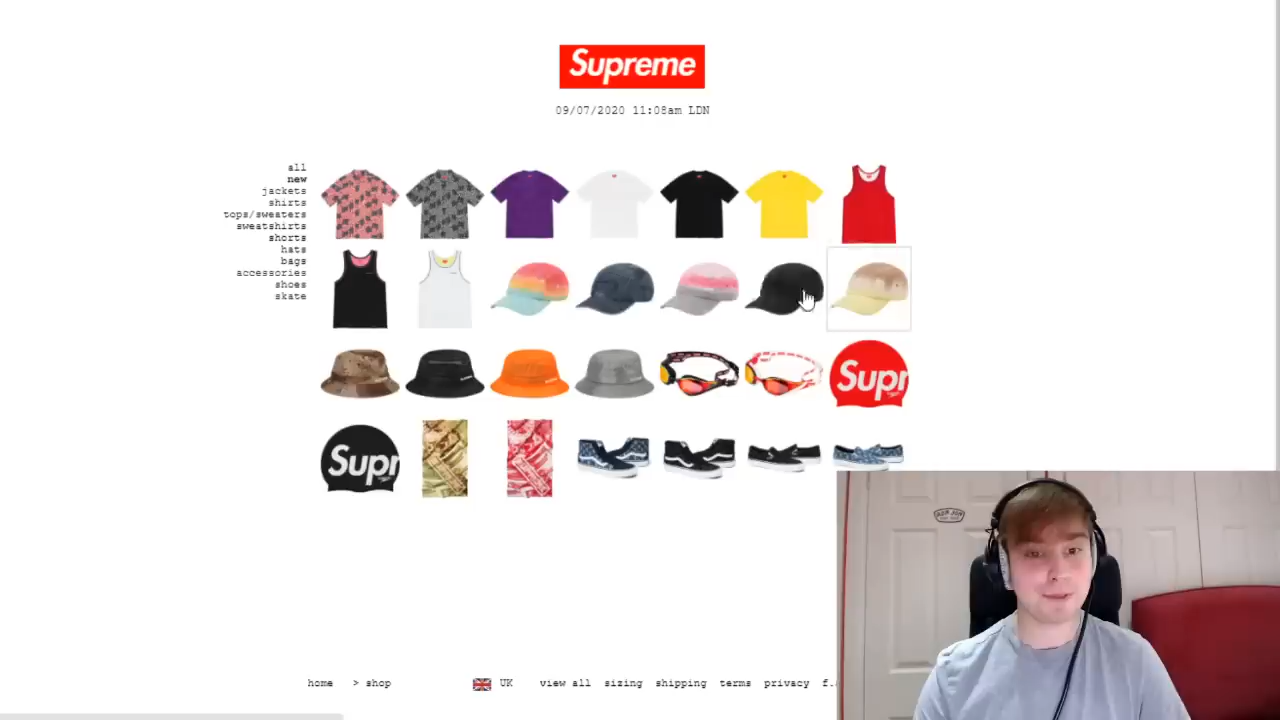 Supreme
09/07/2020 11:08am LDN
all
new
jackets
shirts
tops/sweaters
sweatshirts
shorts
hats
bags
accessories
shoes
skate
Supr
Supr
home > shop
UK
view all sizing shipping terms privacy f.